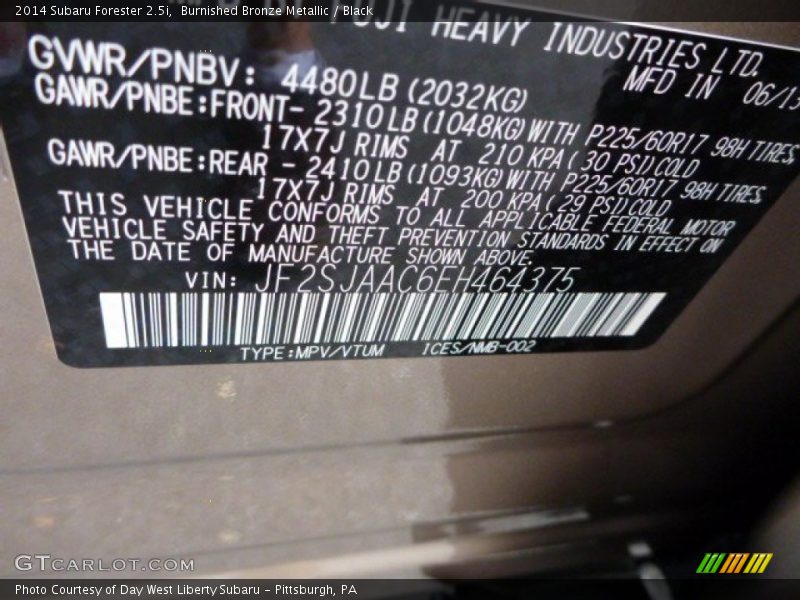 2014 Subaru Forester 2.5i, Burnished Bronze Metallic / Black
HEAVY INDUSTRIES LTD.
MFD IN 06/13
GVWR/PNBV: 4480LB (2032KG)
GAWR/PNBE:FRONT- 2310LB (1048KG) WITH P225/60R17 98H TIRES
17X7J RIMS AT 210 KPA ( 30 PSI) COLD
GAWR/PNBE:REAR - 2410LB (1093KG) WITH P225/60R17 98H TIRES
17X7J RIMS AT 200 KPA ( 29 PSI) COLD
THIS VEHICLE CONFORMS TO ALL APPLICABLE FEDERAL MOTOR
VEHICLE SAFETY AND THEFT PREVENTION STANDARDS IN EFFECT ON
THE DATE OF MANUFACTURE SHOWN ABOVE.
VIN: JF2SJAAC6EH464375
TYPE:MPV/VTUM ICES/NMB-002
GTCARLOT.COM
Photo Courtesy of Day West Liberty Subaru - Pittsburgh, PA